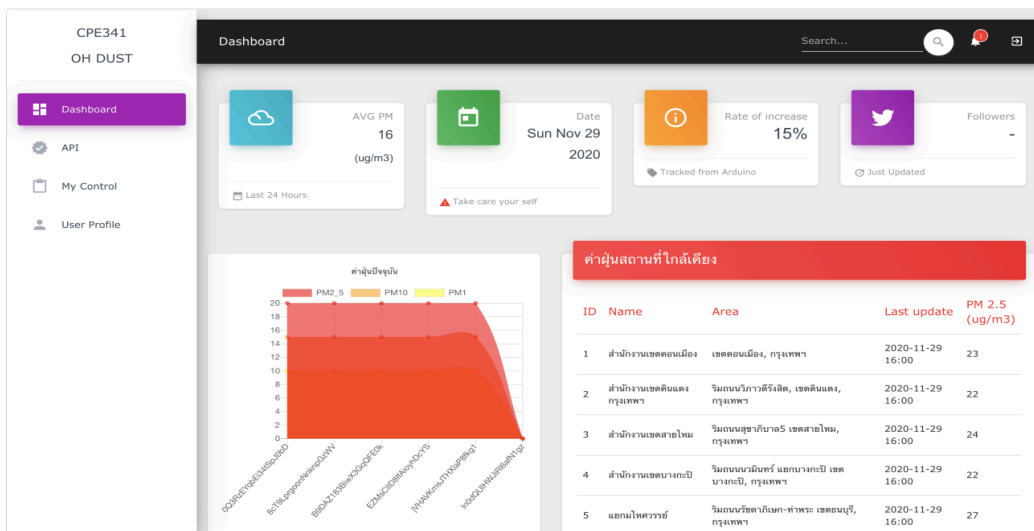 CPE341
OH DUST
Dashboard
API
My Control
User Profile
Dashboard
Search...
1
AVG PM
16
(ug/m3)
Last 24 Hours
Date
Sun Nov 29
2020
Take care your self
Rate of increase
15%
Tracked from Arduino
Followers
-
Just Updated
ค่าฝุ่นปัจจุบัน
PM2_5 PM10 PM1
20
18
16
14
12
10
8
6
4
2
0
ค่าฝุ่นสถานที่ใกล้เคียง
ID Name Area Last update PM 2.5
(ug/m3)
1 สำนักงานเขตดอนเมือง เขตดอนเมือง, กรุงเทพฯ 2020-11-29
16:00 23
2 สำนักงานเขตดินแดง
กรุงเทพฯ ริมถนนวิภาวดีรังสิต, เขตดินแดง,
กรุงเทพฯ 2020-11-29
16:00 22
3 สำนักงานเขตสายไหม ริมถนนสุขาภิบาล5 เขตสายไหม,
กรุงเทพฯ 2020-11-29
16:00 24
4 สำนักงานเขตบางกะปิ ริมถนนนวมินทร์ แยกบางกะปิ เขต
บางกะปิ, กรุงเทพฯ 2020-11-29
16:00 22
5 แยกมไหศวรรย์ ริมถนนรัชดาภิเษก-ท่าพระ เขตธนบุรี,
กรุงเทพฯ 2020-11-29
16:00 27